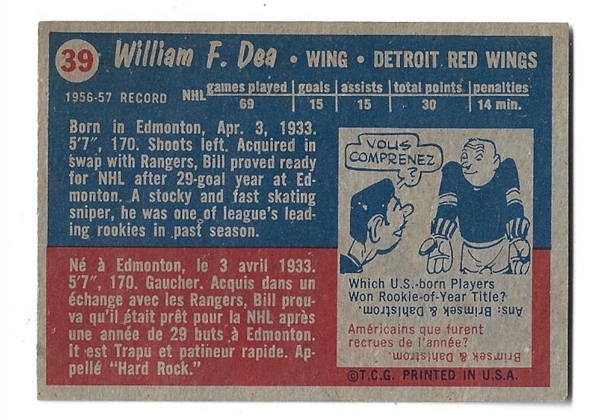 39 William F. Dea • WING • DETROIT RED WINGS
1956-57 RECORD NHL games played goals assists total points penalties
69 15 15 30 14 min.
Born in Edmonton, Apr. 3, 1933.
5'7", 170. Shoots left. Acquired in
swap with Rangers, Bill proved ready
for NHL after 29-goal year at Ed-
monton. A stocky and fast skating
sniper, he was one of league's lead-
ing rookies in past season.
Né à Edmonton, le 3 avril 1933.
5'7", 170. Gaucher. Acquis dans un
échange avec les Rangers, Bill prou-
va qu'il était prêt pour la NHL après
une année de 29 buts à Edmonton.
It est Trapu et patineur rapide. Ap-
pellé "Hard Rock."
VOUS
COMPRENEZ?
Which U.S.-born Players
Won Rookie-of-Year Title?
Ans: Brimsek & Dahlstrom.
Américains que furent
recrues de l'année?
Brimsek & Dahlstrom.
©T.C.G. PRINTED IN U.S.A.